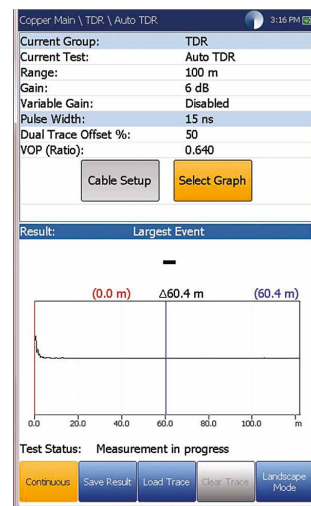 Copper Main \ TDR \ Auto TDR 3:16 PM
Current Group: TDR
Current Test: Auto TDR
Range: 100 m
Gain: 6 dB
Variable Gain: Disabled
Pulse Width: 15 ns
Dual Trace Offset %: 50
VOP (Ratio): 0.640
Cable Setup Select Graph
Result: Largest Event
–
(0.0 m) Δ60.4 m (60.4 m)
0.0 20.0 40.0 60.0 80.0 100.0 m
Test Status: Measurement in progress
Continuous Save Result Load Trace Clear Trace Landscape
Mode